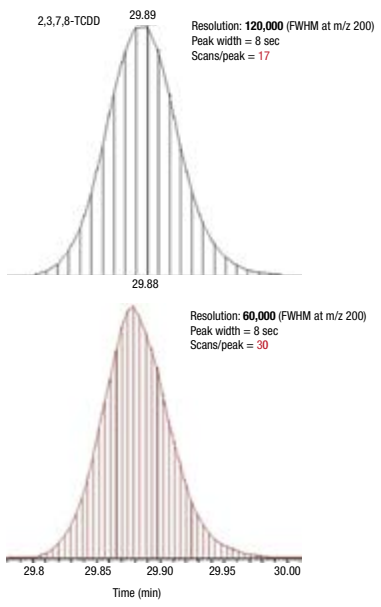 2,3,7,8-TCDD
29.89
Resolution: 120,000 (FWHM at m/z 200)
Peak width = 8 sec
Scans/peak = 17
29.88
Resolution: 60,000 (FWHM at m/z 200)
Peak width = 8 sec
Scans/peak = 30
29.8 29.85 29.90 29.95 30.00
Time (min)